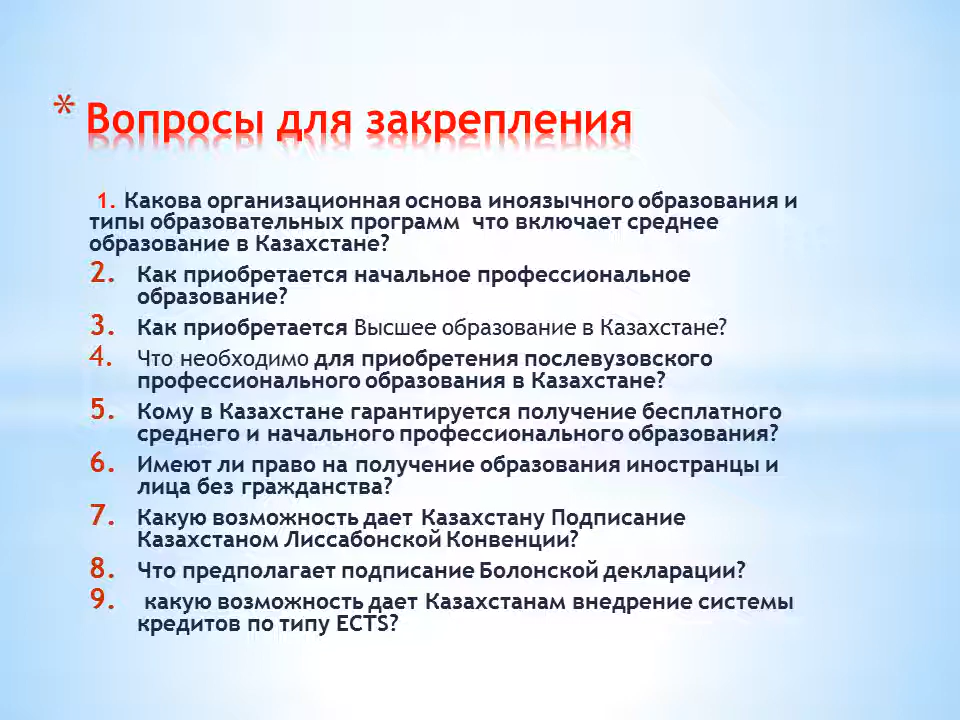 * Вопросы для закрепления
1. Какова организационная основа иноязычного образования и
типы образовательных программ что включает среднее
образование в Казахстане?
2. Как приобретается начальное профессиональное
образование?
3. Как приобретается Высшее образование в Казахстане?
4. Что необходимо для приобретения послевузовского
профессионального образования в Казахстане?
5. Кому в Казахстане гарантируется получение бесплатного
среднего и начального профессионального образования?
6. Имеют ли право на получение образования иностранцы и
лица без гражданства?
7. Какую возможность дает Казахстану Подписание
Казахстаном Лиссабонской Конвенции?
8. Что предполагает подписание Болонской декларации?
9. какую возможность дает Казахстанам внедрение системы
кредитов по типу ECTS?